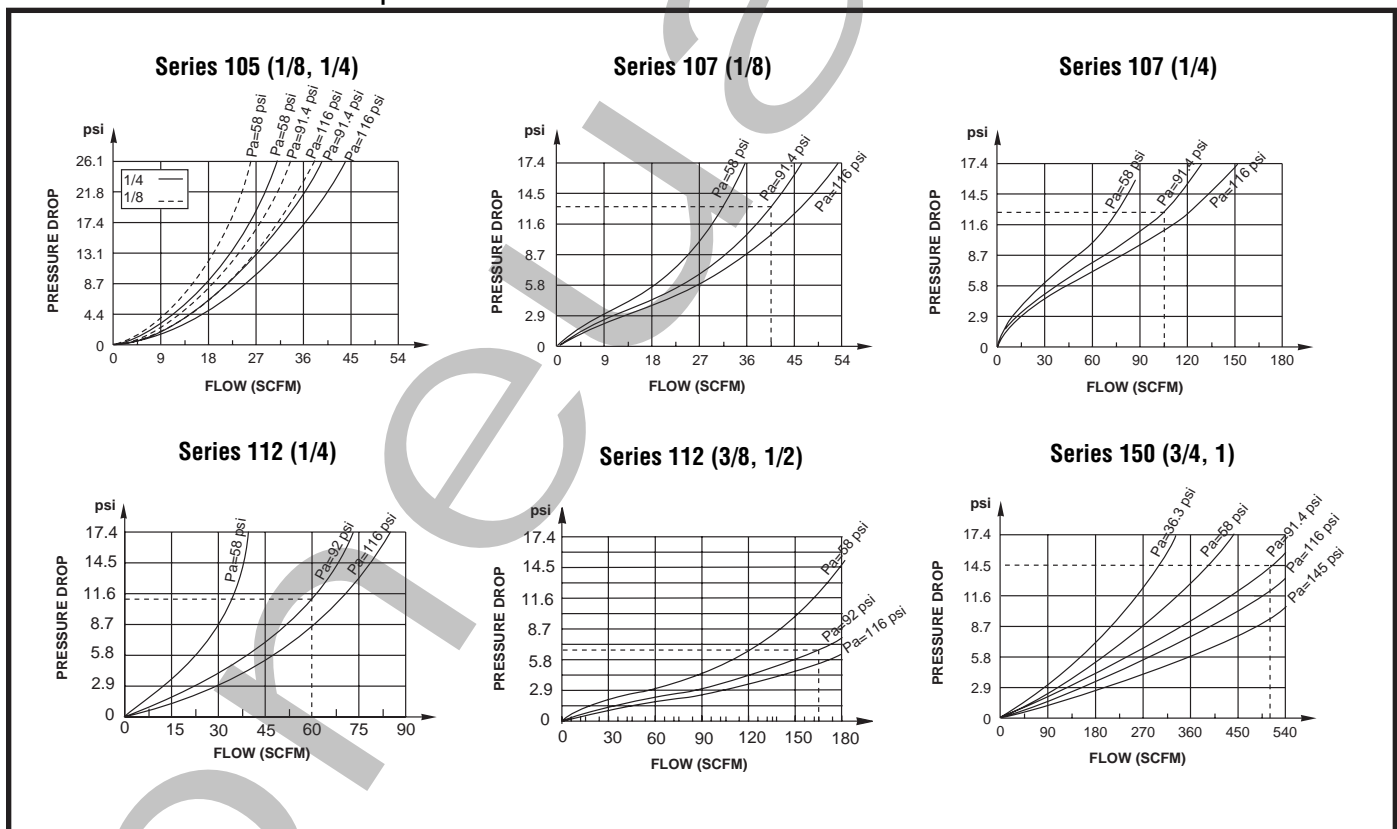 Series 105 (1/8, 1/4)
psi
PRESSURE DROP
26.1
21.8
17.4
13.1
8.7
4.4
0
1/4
1/8
Pa=58 psi
Pa=58 psi
Pa=91.4 psi
Pa=116 psi
Pa=91.4 psi
Pa=116 psi
0 9 18 27 36 45 54
FLOW (SCFM)
Series 107 (1/8)
psi
PRESSURE DROP
17.4
14.5
11.6
8.7
5.8
2.9
0
Pa=58 psi
Pa=91.4 psi
Pa=116 psi
0 9 18 27 36 45 54
FLOW (SCFM)
Series 107 (1/4)
psi
PRESSURE DROP
17.4
14.5
11.6
8.7
5.8
2.9
0
Pa=58 psi
Pa=91.4 psi
Pa=116 psi
0 30 60 90 120 150 180
FLOW (SCFM)
Series 112 (1/4)
psi
PRESSURE DROP
17.4
14.5
11.6
8.7
5.8
2.9
0
Pa=58 psi
Pa=92 psi
Pa=116 psi
0 15 30 45 60 75 90
FLOW (SCFM)
Series 112 (3/8, 1/2)
psi
PRESSURE DROP
17.4
14.5
11.6
8.7
5.8
2.9
0
Pa=58 psi
Pa=92 psi
Pa=116 psi
0 30 60 90 120 150 180
FLOW (SCFM)
Series 150 (3/4, 1)
psi
PRESSURE DROP
17.4
14.5
11.6
8.7
5.8
2.9
0
Pa=36.3 psi
Pa=58 psi
Pa=91.4 psi
Pa=116 psi
Pa=145 psi
0 90 180 270 360 450 540
FLOW (SCFM)